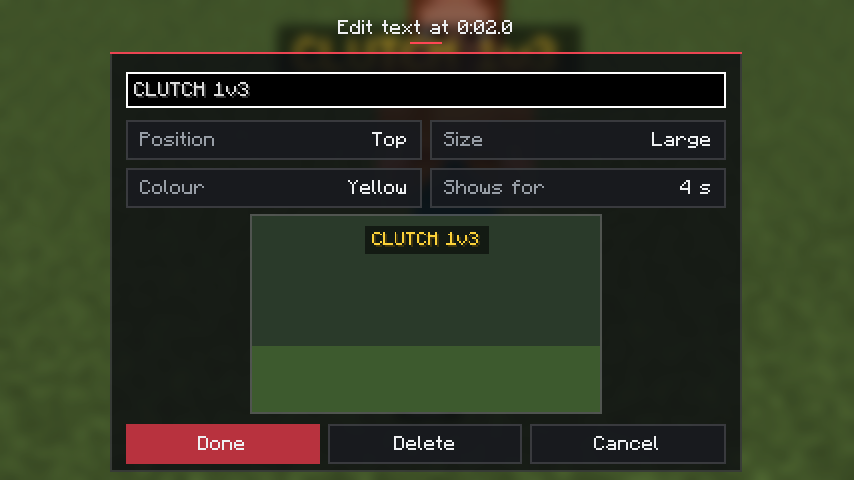 Edit text at 0:02.0
CLUTCH 1v3
Position Top
Size Large
Colour Yellow
Shows for 4 s
CLUTCH 1v3
Done
Delete
Cancel